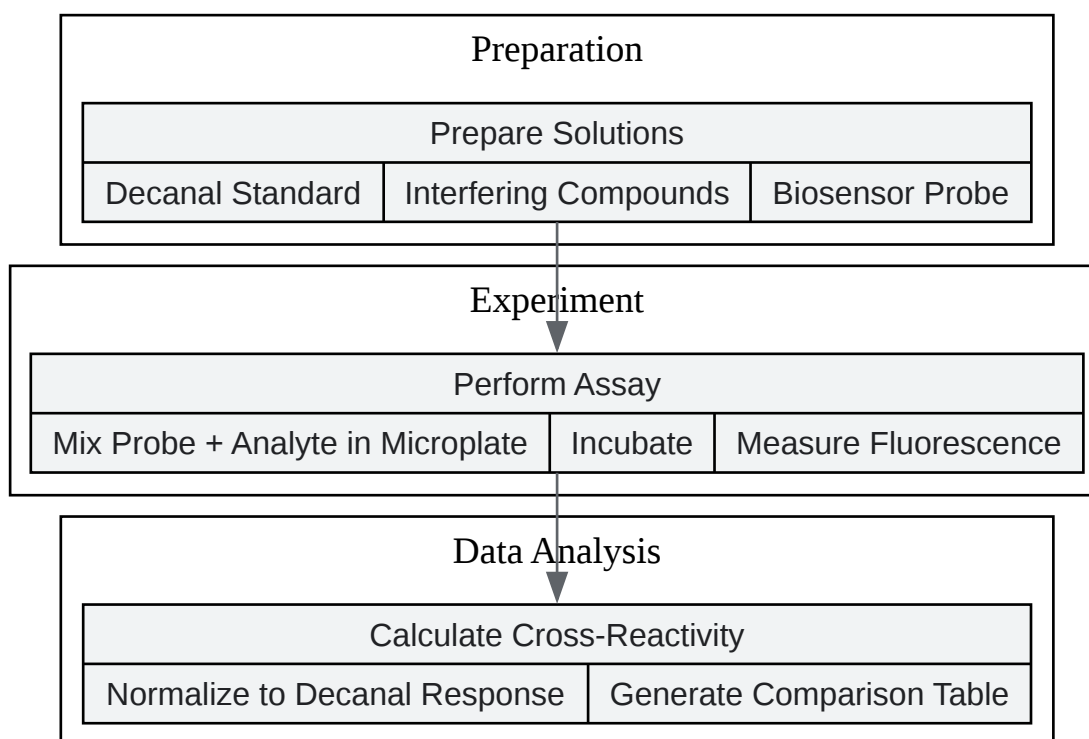 Preparation
Prepare Solutions
Decanal Standard Interfering Compounds Biosensor Probe
Experiment
Perform Assay
Mix Probe + Analyte in Microplate Incubate Measure Fluorescence
Data Analysis
Calculate Cross-Reactivity
Normalize to Decanal Response Generate Comparison Table